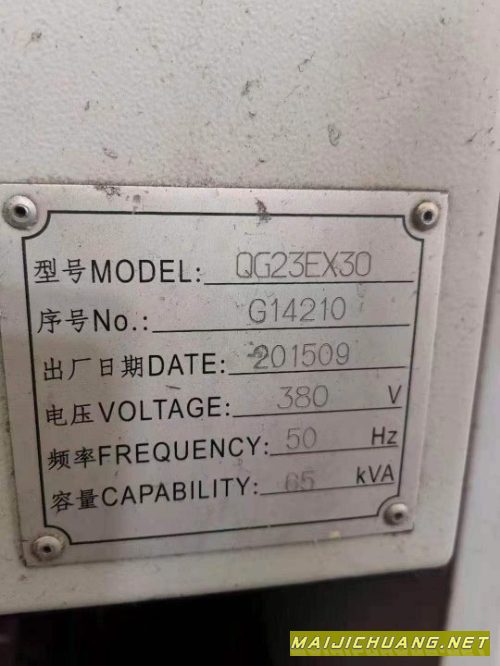 型号MODEL: QG23EX30
序号No.: G14210
出厂日期DATE: 201509
电压VOLTAGE: 380 V
频率FREQUENCY: 50 Hz
容量CAPABILITY: 65 kVA
MAIJICHUANG.NET